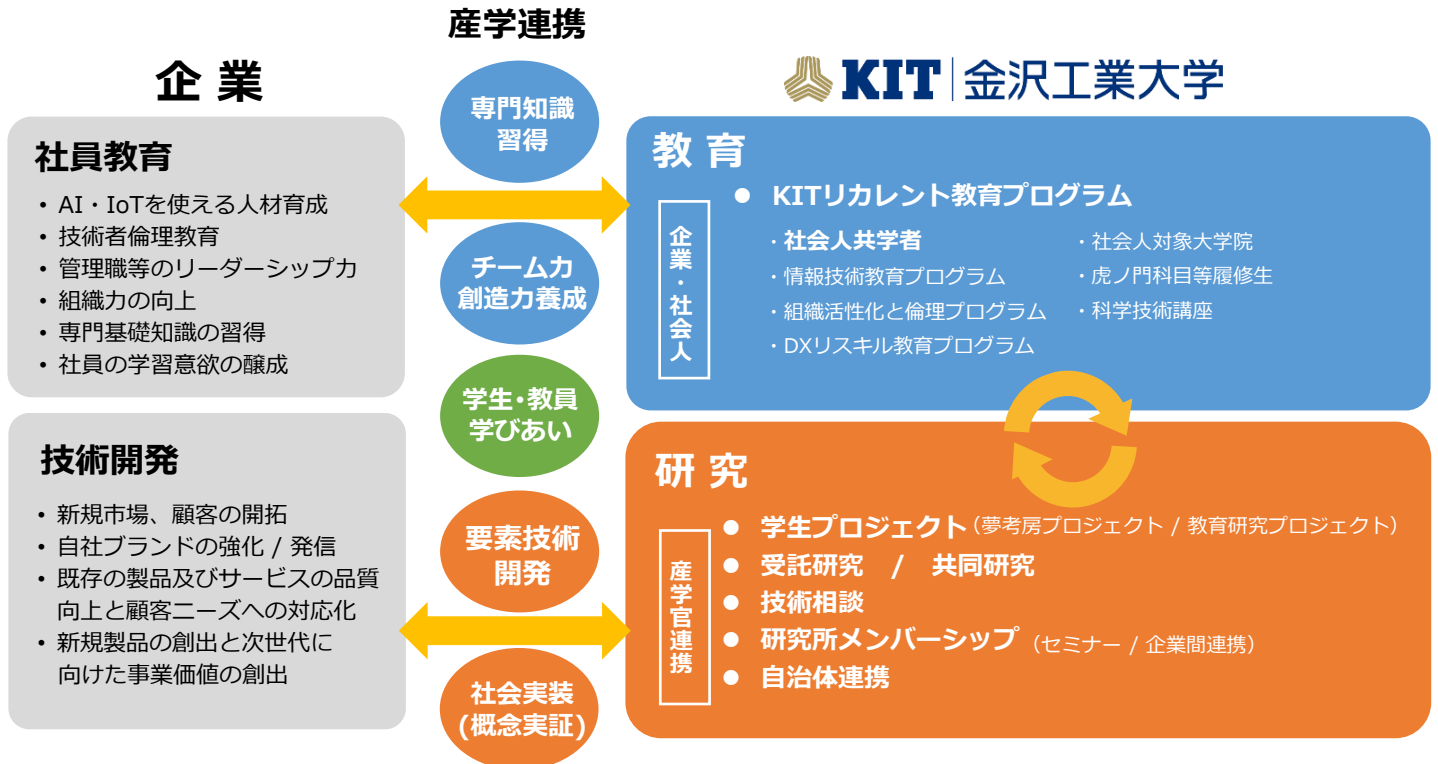 産学連携
企 業
KIT 金沢工業大学
社員教育
• AI・IoTを使える人材育成
• 技術者倫理教育
• 管理職等のリーダーシップ力
• 組織力の向上
• 専門基礎知識の習得
• 社員の学習意欲の醸成
技術開発
• 新規市場、顧客の開拓
• 自社ブランドの強化 / 発信
• 既存の製品及びサービスの品質
向上と顧客ニーズへの対応化
• 新規製品の創出と次世代に
向けた事業価値の創出
専門知識
習得
チーム力
創造力養成
学生・教員
学びあい
要素技術
開発
社会実装
(概念実証)
教 育
企業・社会人
● KITリカレント教育プログラム
・社会人共学者
・情報技術教育プログラム
・組織活性化と倫理プログラム
・DXリスキル教育プログラム
・社会人対象大学院
・虎ノ門科目等履修生
・科学技術講座
研 究
産学官連携
● 学生プロジェクト（夢考房プロジェクト / 教育研究プロジェクト）
● 受託研究 / 共同研究
● 技術相談
● 研究所メンバーシップ（セミナー / 企業間連携）
● 自治体連携